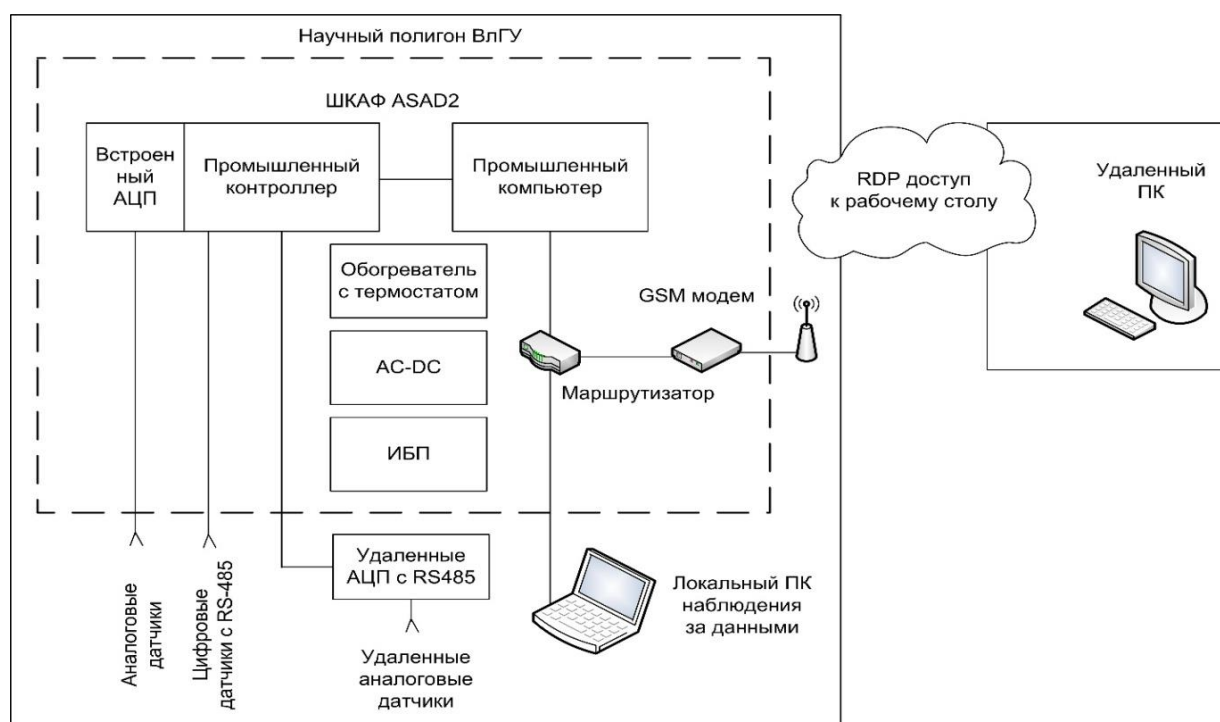 Научный полигон ВлГУ
ШКАФ ASAD2
Встроен
ный
АЦП
Промышленный
контроллер
Промышленный
компьютер
RDP доступ
к рабочему столу
Удаленный
ПК
Обогреватель
с термостатом
GSM модем
AC-DC
Маршрутизатор
ИБП
Аналоговые
датчики
Цифровые
датчики с RS-485
Удаленные
АЦП с RS485
Удаленные
аналоговые
датчики
Локальный ПК
наблюдения
за данными